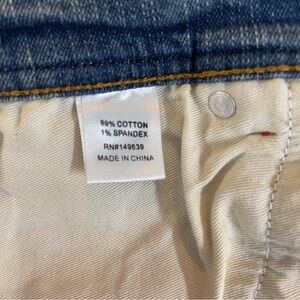 99% COTTON
1% SPANDEX
RN#149639
MADE IN CHINA